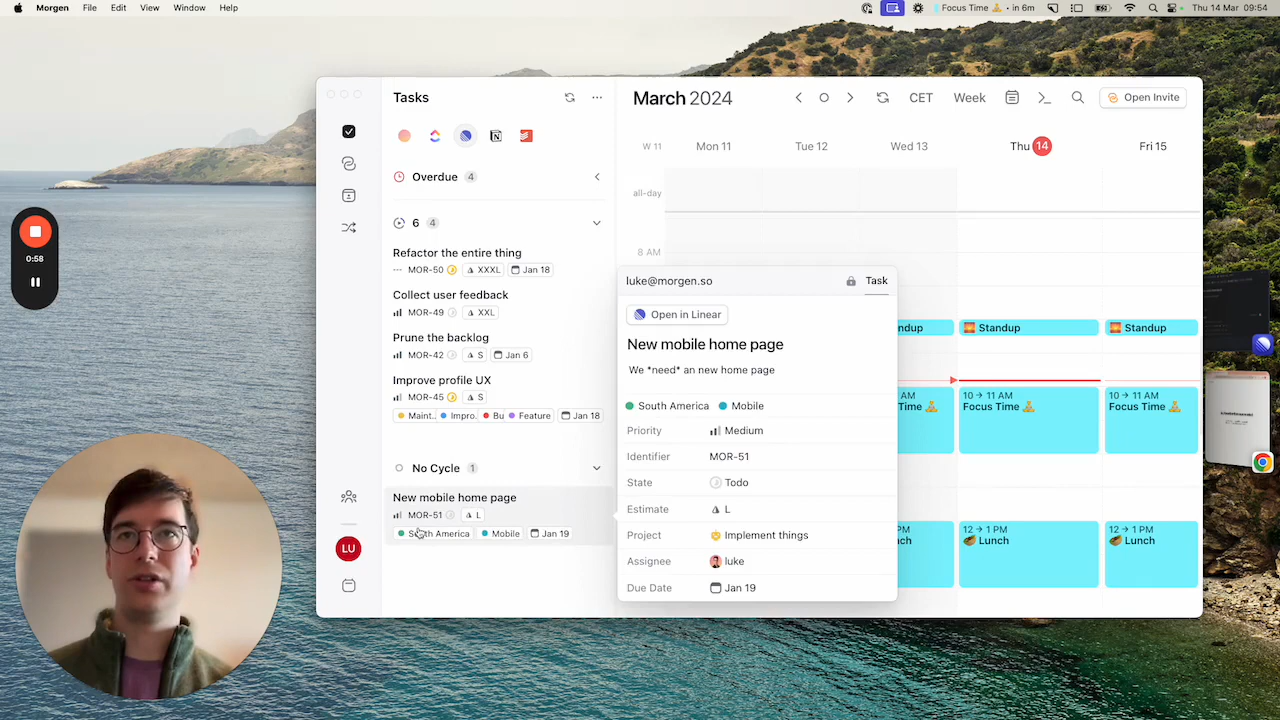 Morgen File Edit View Window Help
Focus Time 🧘 • in 6m
Thu 14 Mar 09:54
0:58
Tasks
Overdue 4
6 4
Refactor the entire thing
MOR-50 XXXL Jan 18
Collect user feedback
MOR-49 XXL
Prune the backlog
MOR-42 S Jan 6
Improve profile UX
MOR-45 S
Maint... Impro. Bu Feature Jan 18
No Cycle 1
New mobile home page
MOR-51 L
South America Mobile Jan 19
LU
March 2024
CET Week Open Invite
W 11 Mon 11 Tue 12 Wed 13 Thu 14 Fri 15
all-day
8 AM
ndup Standup Standup
AM 10 → 11 AM 10 → 11 AM
Time 🧘 Focus Time 🧘 Focus Time 🧘
PM 12 → 1 PM 12 → 1 PM
nch Lunch Lunch
luke@morgen.so Task
Open in Linear
New mobile home page
We *need* an new home page
South America Mobile
Priority Medium
Identifier MOR-51
State Todo
Estimate L
Project Implement things
Assignee luke
Due Date Jan 19